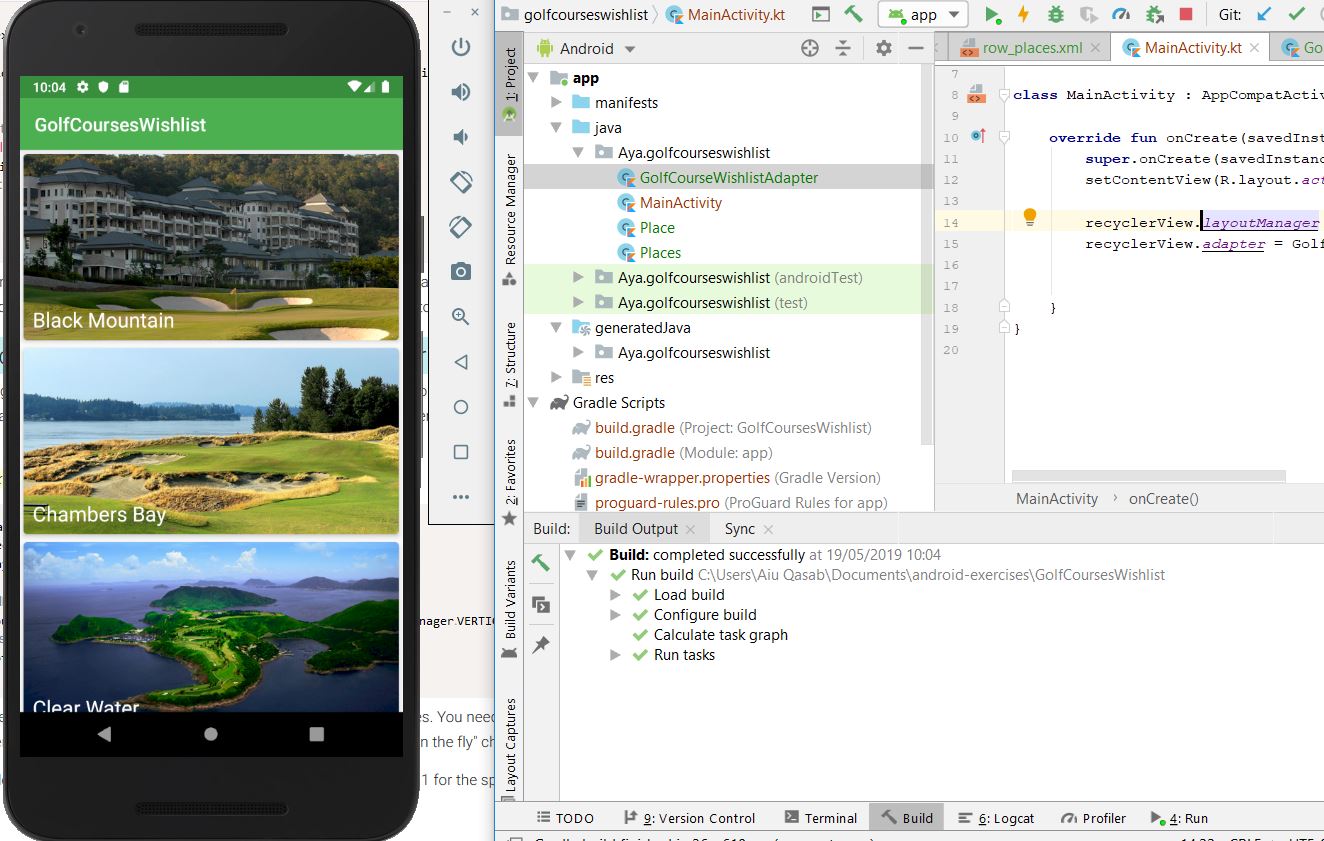 10:04
GolfCoursesWishlist
Black Mountain
Chambers Bay
Clear Water
nager.VERTIC
es. You need
n the fly" ch
1 for the sp
golfcourseswishlist
MainActivity.kt
app
Git:
1: Project
Resource Manager
7: Structure
2: Favorites
Build Variants
Layout Captures
Android
app
manifests
java
Aya.golfcourseswishlist
GolfCourseWishlistAdapter
MainActivity
Place
Places
Aya.golfcourseswishlist (androidTest)
Aya.golfcourseswishlist (test)
generatedJava
Aya.golfcourseswishlist
res
Gradle Scripts
build.gradle (Project: GolfCoursesWishlist)
build.gradle (Module: app)
gradle-wrapper.properties (Gradle Version)
proguard-rules.pro (ProGuard Rules for app)
row_places.xml
MainActivity.kt
Go
7
8 class MainActivity : AppCompatActiv
9
10 override fun onCreate(savedInst
11 super.onCreate(savedInstanc
12 setContentView(R.layout.act
13
14 recyclerView.layoutManager
15 recyclerView.adapter = Golf
16
17
18 }
19 }
20
MainActivity › onCreate()
Build: Build Output Sync
Build: completed successfully at 19/05/2019 10:04
Run build C:\Users\Aiu Qasab\Documents\android-exercises\GolfCoursesWishlist
Load build
Configure build
Calculate task graph
Run tasks
TODO 9: Version Control Terminal Build 6: Logcat Profiler 4: Run